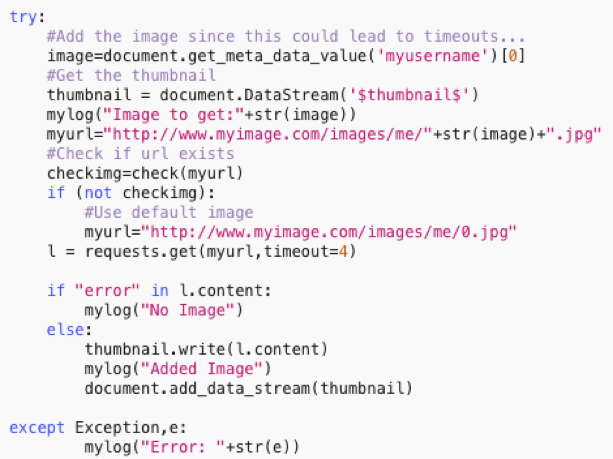 try:
    #Add the image since this could lead to timeouts...
    image=document.get_meta_data_value('myusername')[0]
    #Get the thumbnail
    thumbnail = document.DataStream('$thumbnail$')
    mylog("Image to get:"+str(image))
    myurl="http://www.myimage.com/images/me/"+str(image)+".jpg"
    #Check if url exists
    checkimg=check(myurl)
    if (not checkimg):
        #Use default image
        myurl="http://www.myimage.com/images/me/0.jpg"
    l = requests.get(myurl,timeout=4)

    if "error" in l.content:
        mylog("No Image")
    else:
        thumbnail.write(l.content)
        mylog("Added Image")
        document.add_data_stream(thumbnail)

except Exception,e:
        mylog("Error: "+str(e))